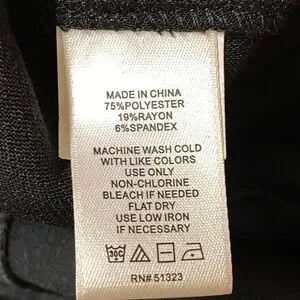 MADE IN CHINA
75%POLYESTER
19%RAYON
6%SPANDEX
MACHINE WASH COLD
WITH LIKE COLORS
USE ONLY
NON-CHLORINE
BLEACH IF NEEDED
FLAT DRY
USE LOW IRON
IF NECESSARY
30C
RN# 51323